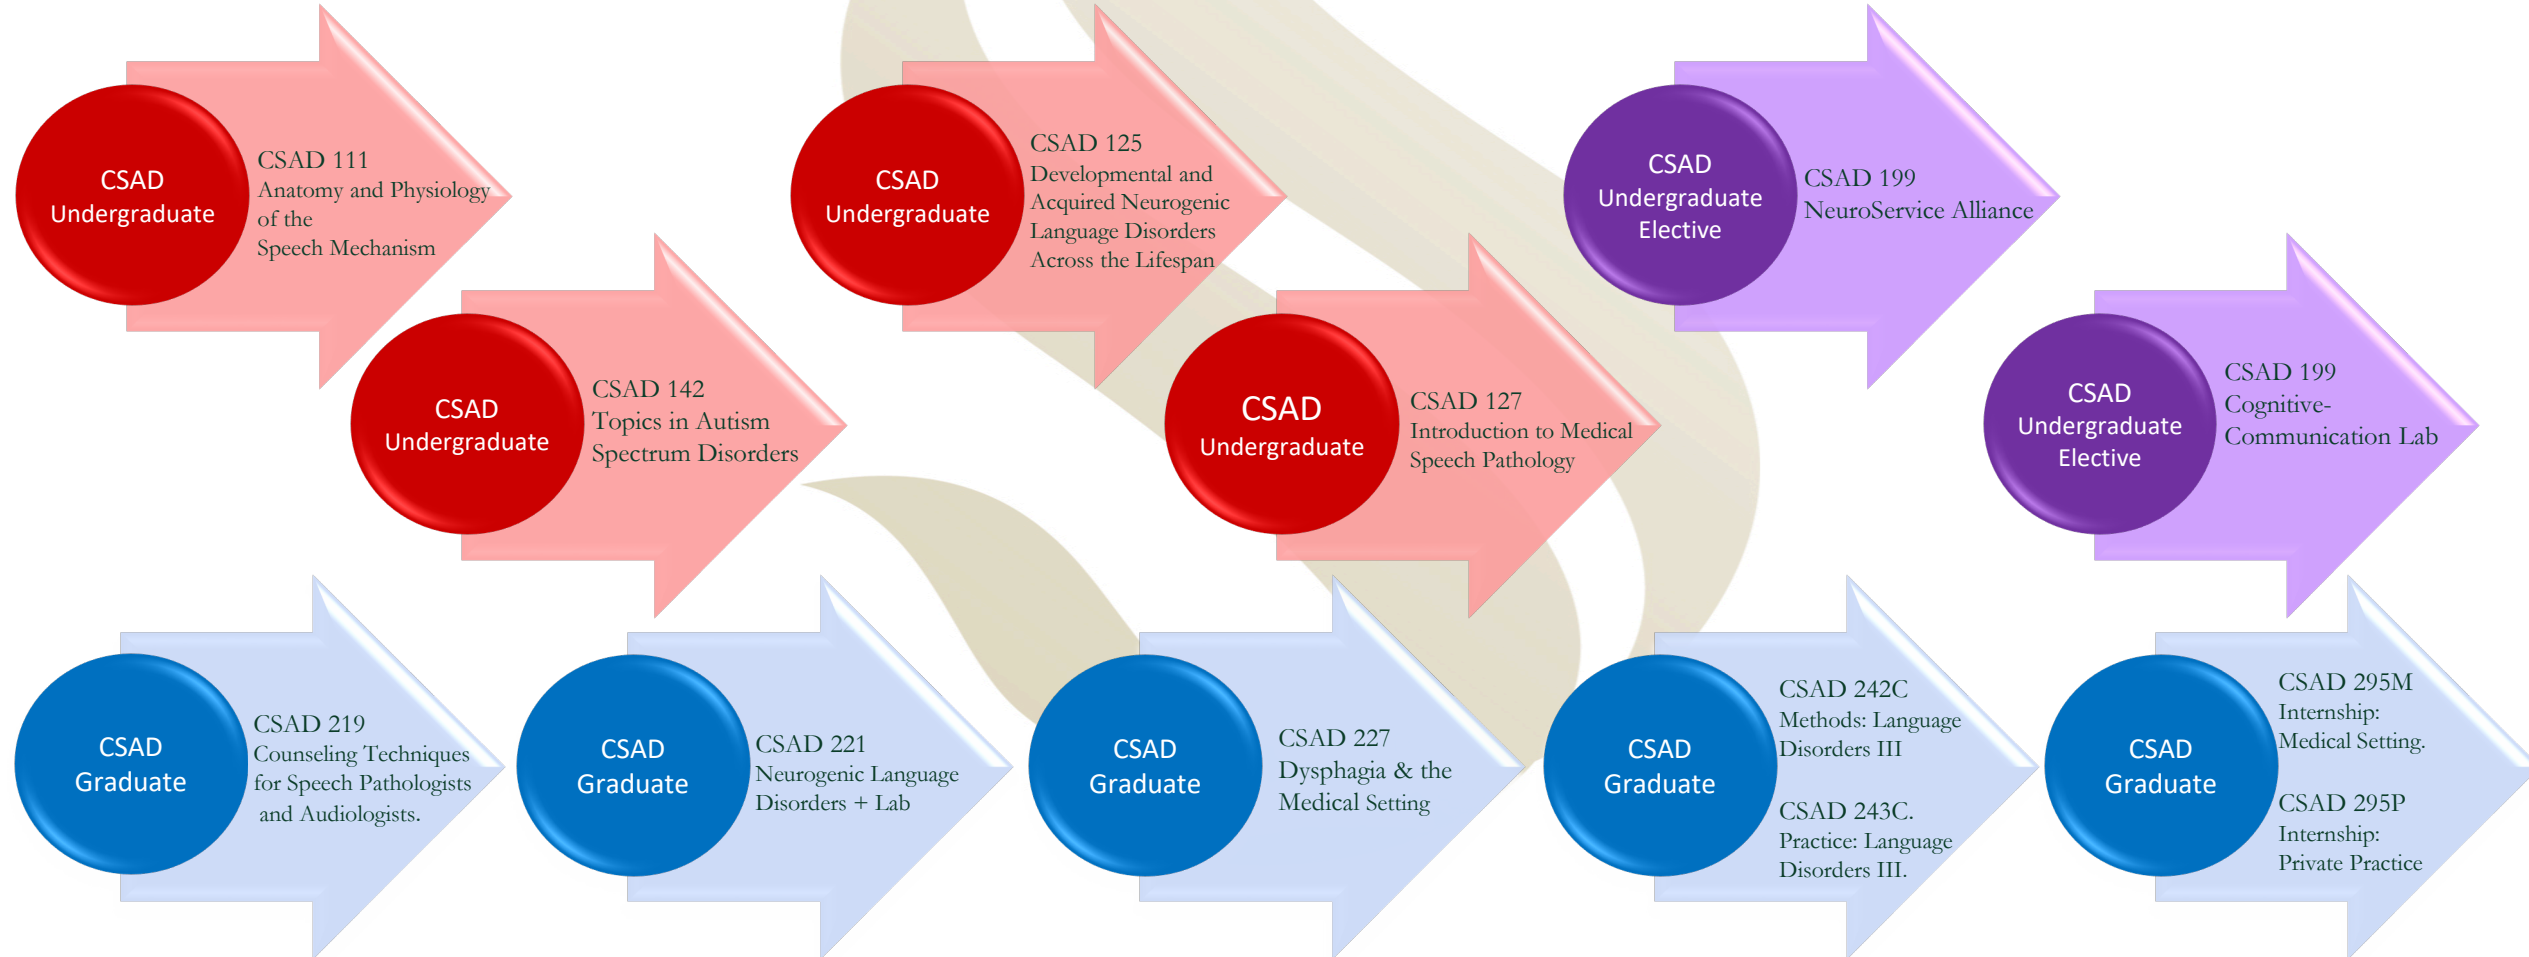 CSAD
Undergraduate
CSAD 111
Anatomy and Physiology
of the
Speech Mechanism
CSAD
Undergraduate
CSAD 142
Topics in Autism
Spectrum Disorders
CSAD
Undergraduate
CSAD 125
Developmental and
Acquired Neurogenic
Language Disorders
Across the Lifespan
CSAD
Undergraduate
CSAD 127
Introduction to Medical
Speech Pathology
CSAD
Undergraduate
Elective
CSAD 199
NeuroService Alliance
CSAD
Undergraduate
Elective
CSAD 199
Cognitive-
Communication Lab
CSAD
Graduate
CSAD 219
Counseling Techniques
for Speech Pathologists
and Audiologists.
CSAD
Graduate
CSAD 221
Neurogenic Language
Disorders + Lab
CSAD
Graduate
CSAD 227
Dysphagia & the
Medical Setting
CSAD
Graduate
CSAD 242C
Methods: Language
Disorders III
CSAD 243C.
Practice: Language
Disorders III.
CSAD
Graduate
CSAD 295M
Internship:
Medical Setting.
CSAD 295P
Internship:
Private Practice